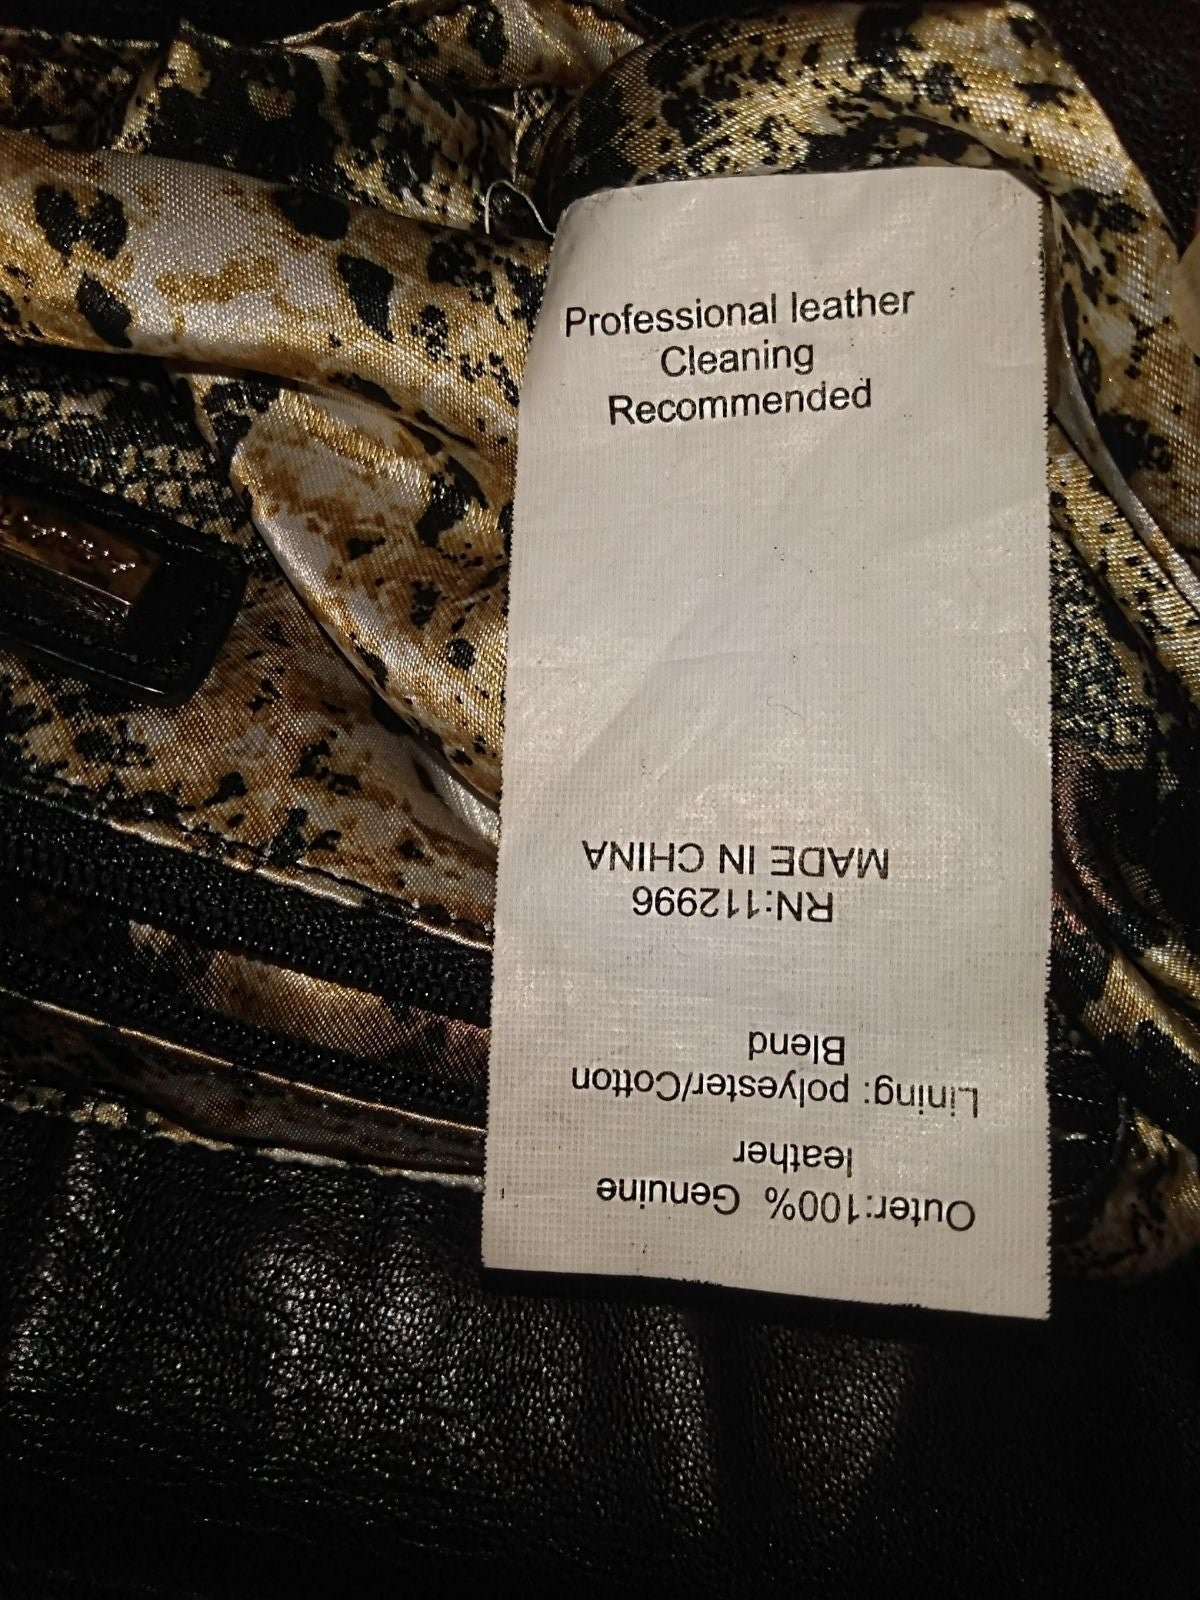 Professional leather
Cleaning
Recommended
Outer:100% Genuine
leather
Lining: polyester/Cotton
Blend
RN:112996
MADE IN CHINA